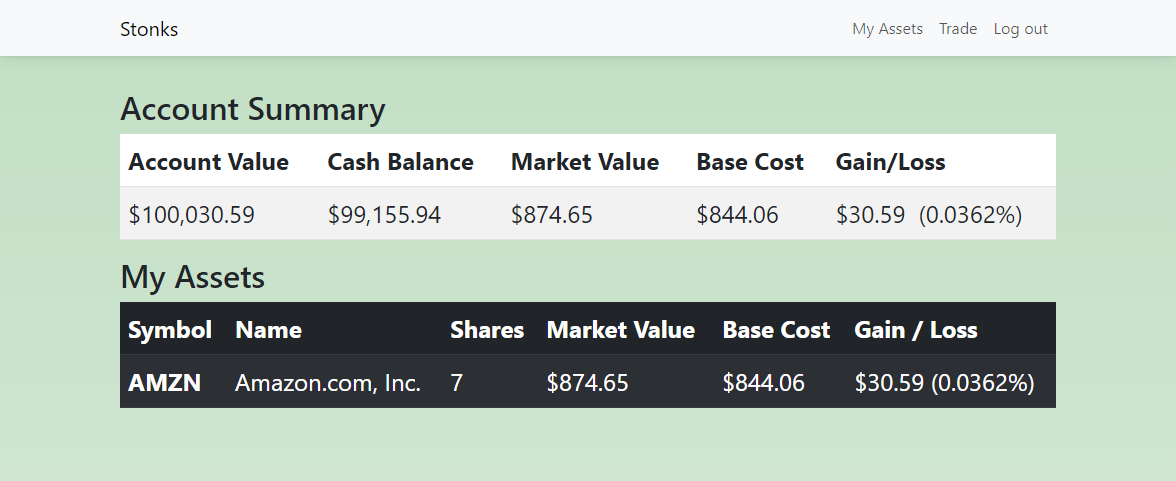 Stonks My Assets Trade Log out
Account Summary
Account Value Cash Balance Market Value Base Cost Gain/Loss
$100,030.59 $99,155.94 $874.65 $844.06 $30.59 (0.0362%)
My Assets
Symbol Name Shares Market Value Base Cost Gain / Loss
AMZN Amazon.com, Inc. 7 $874.65 $844.06 $30.59 (0.0362%)